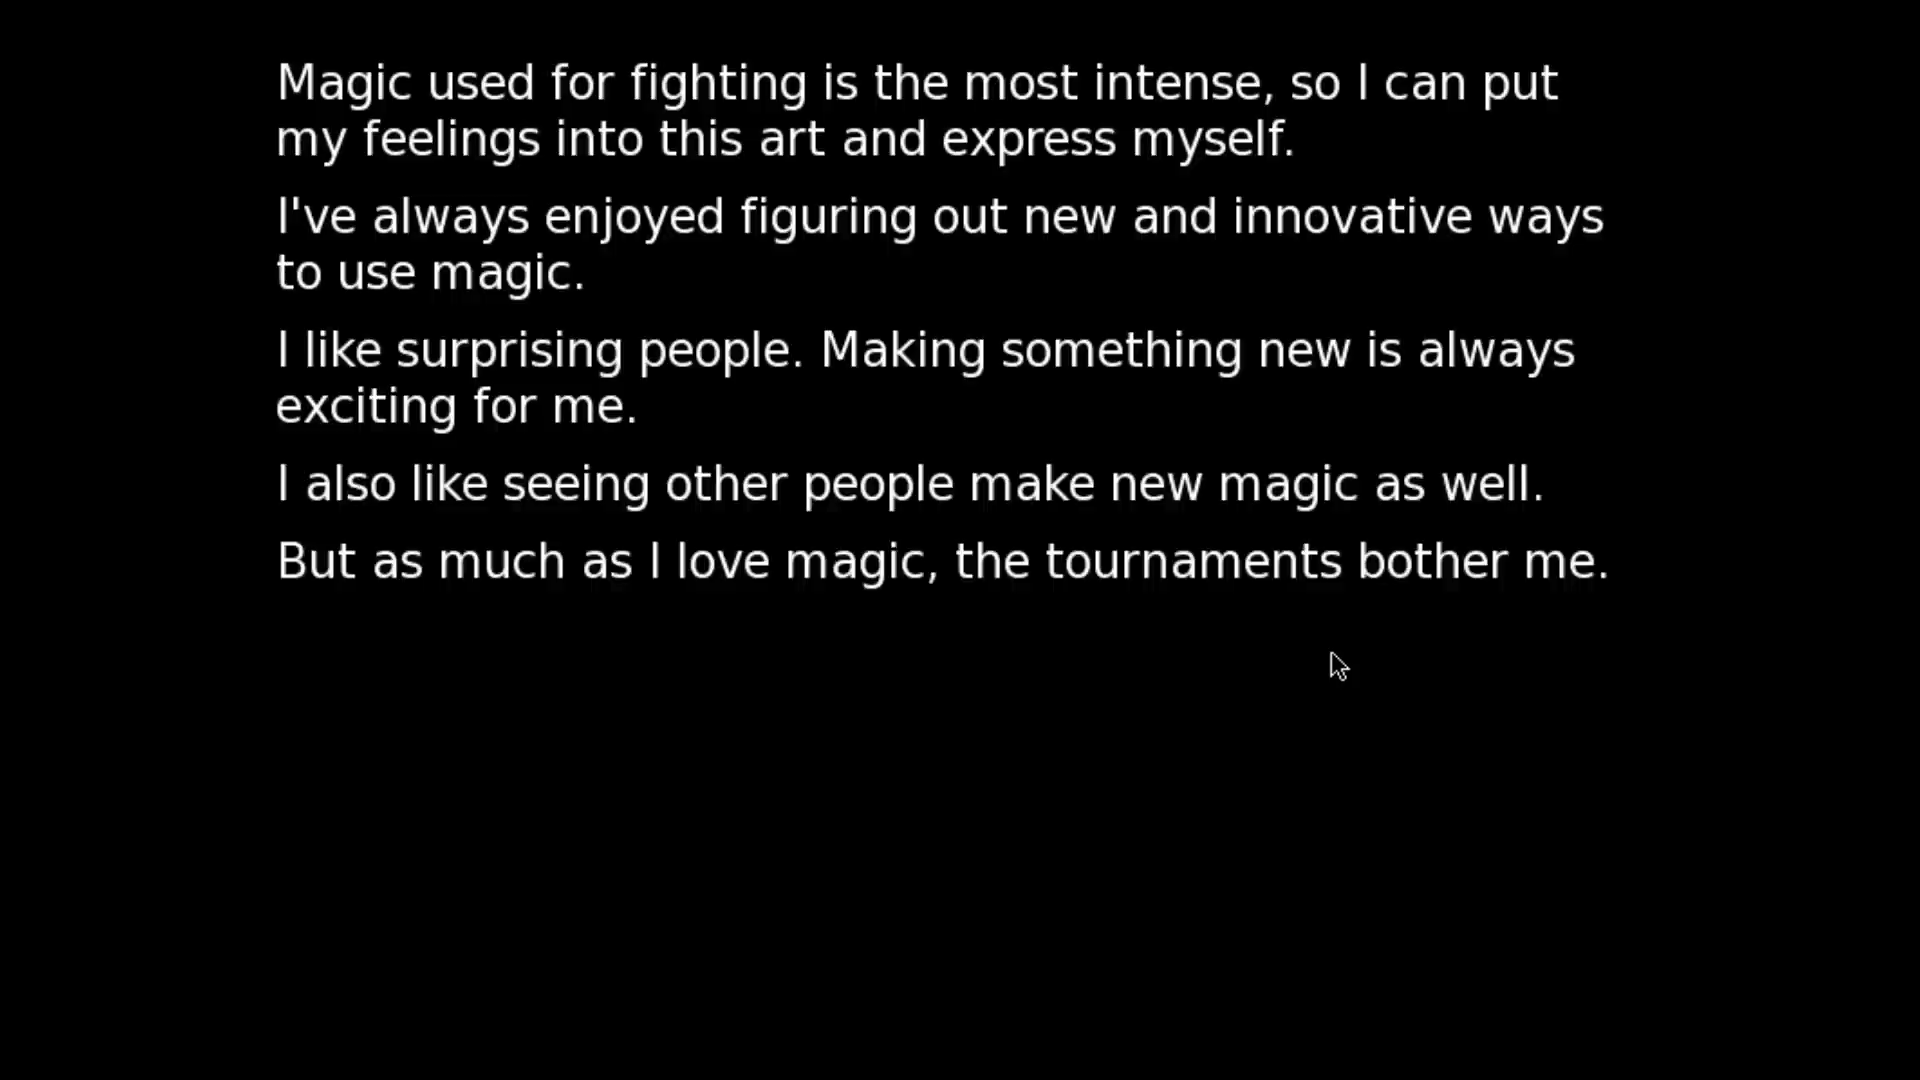 Magic used for fighting is the most intense, so I can put
my feelings into this art and express myself.
I've always enjoyed figuring out new and innovative ways
to use magic.
I like surprising people. Making something new is always
exciting for me.
I also like seeing other people make new magic as well.
But as much as I love magic, the tournaments bother me.